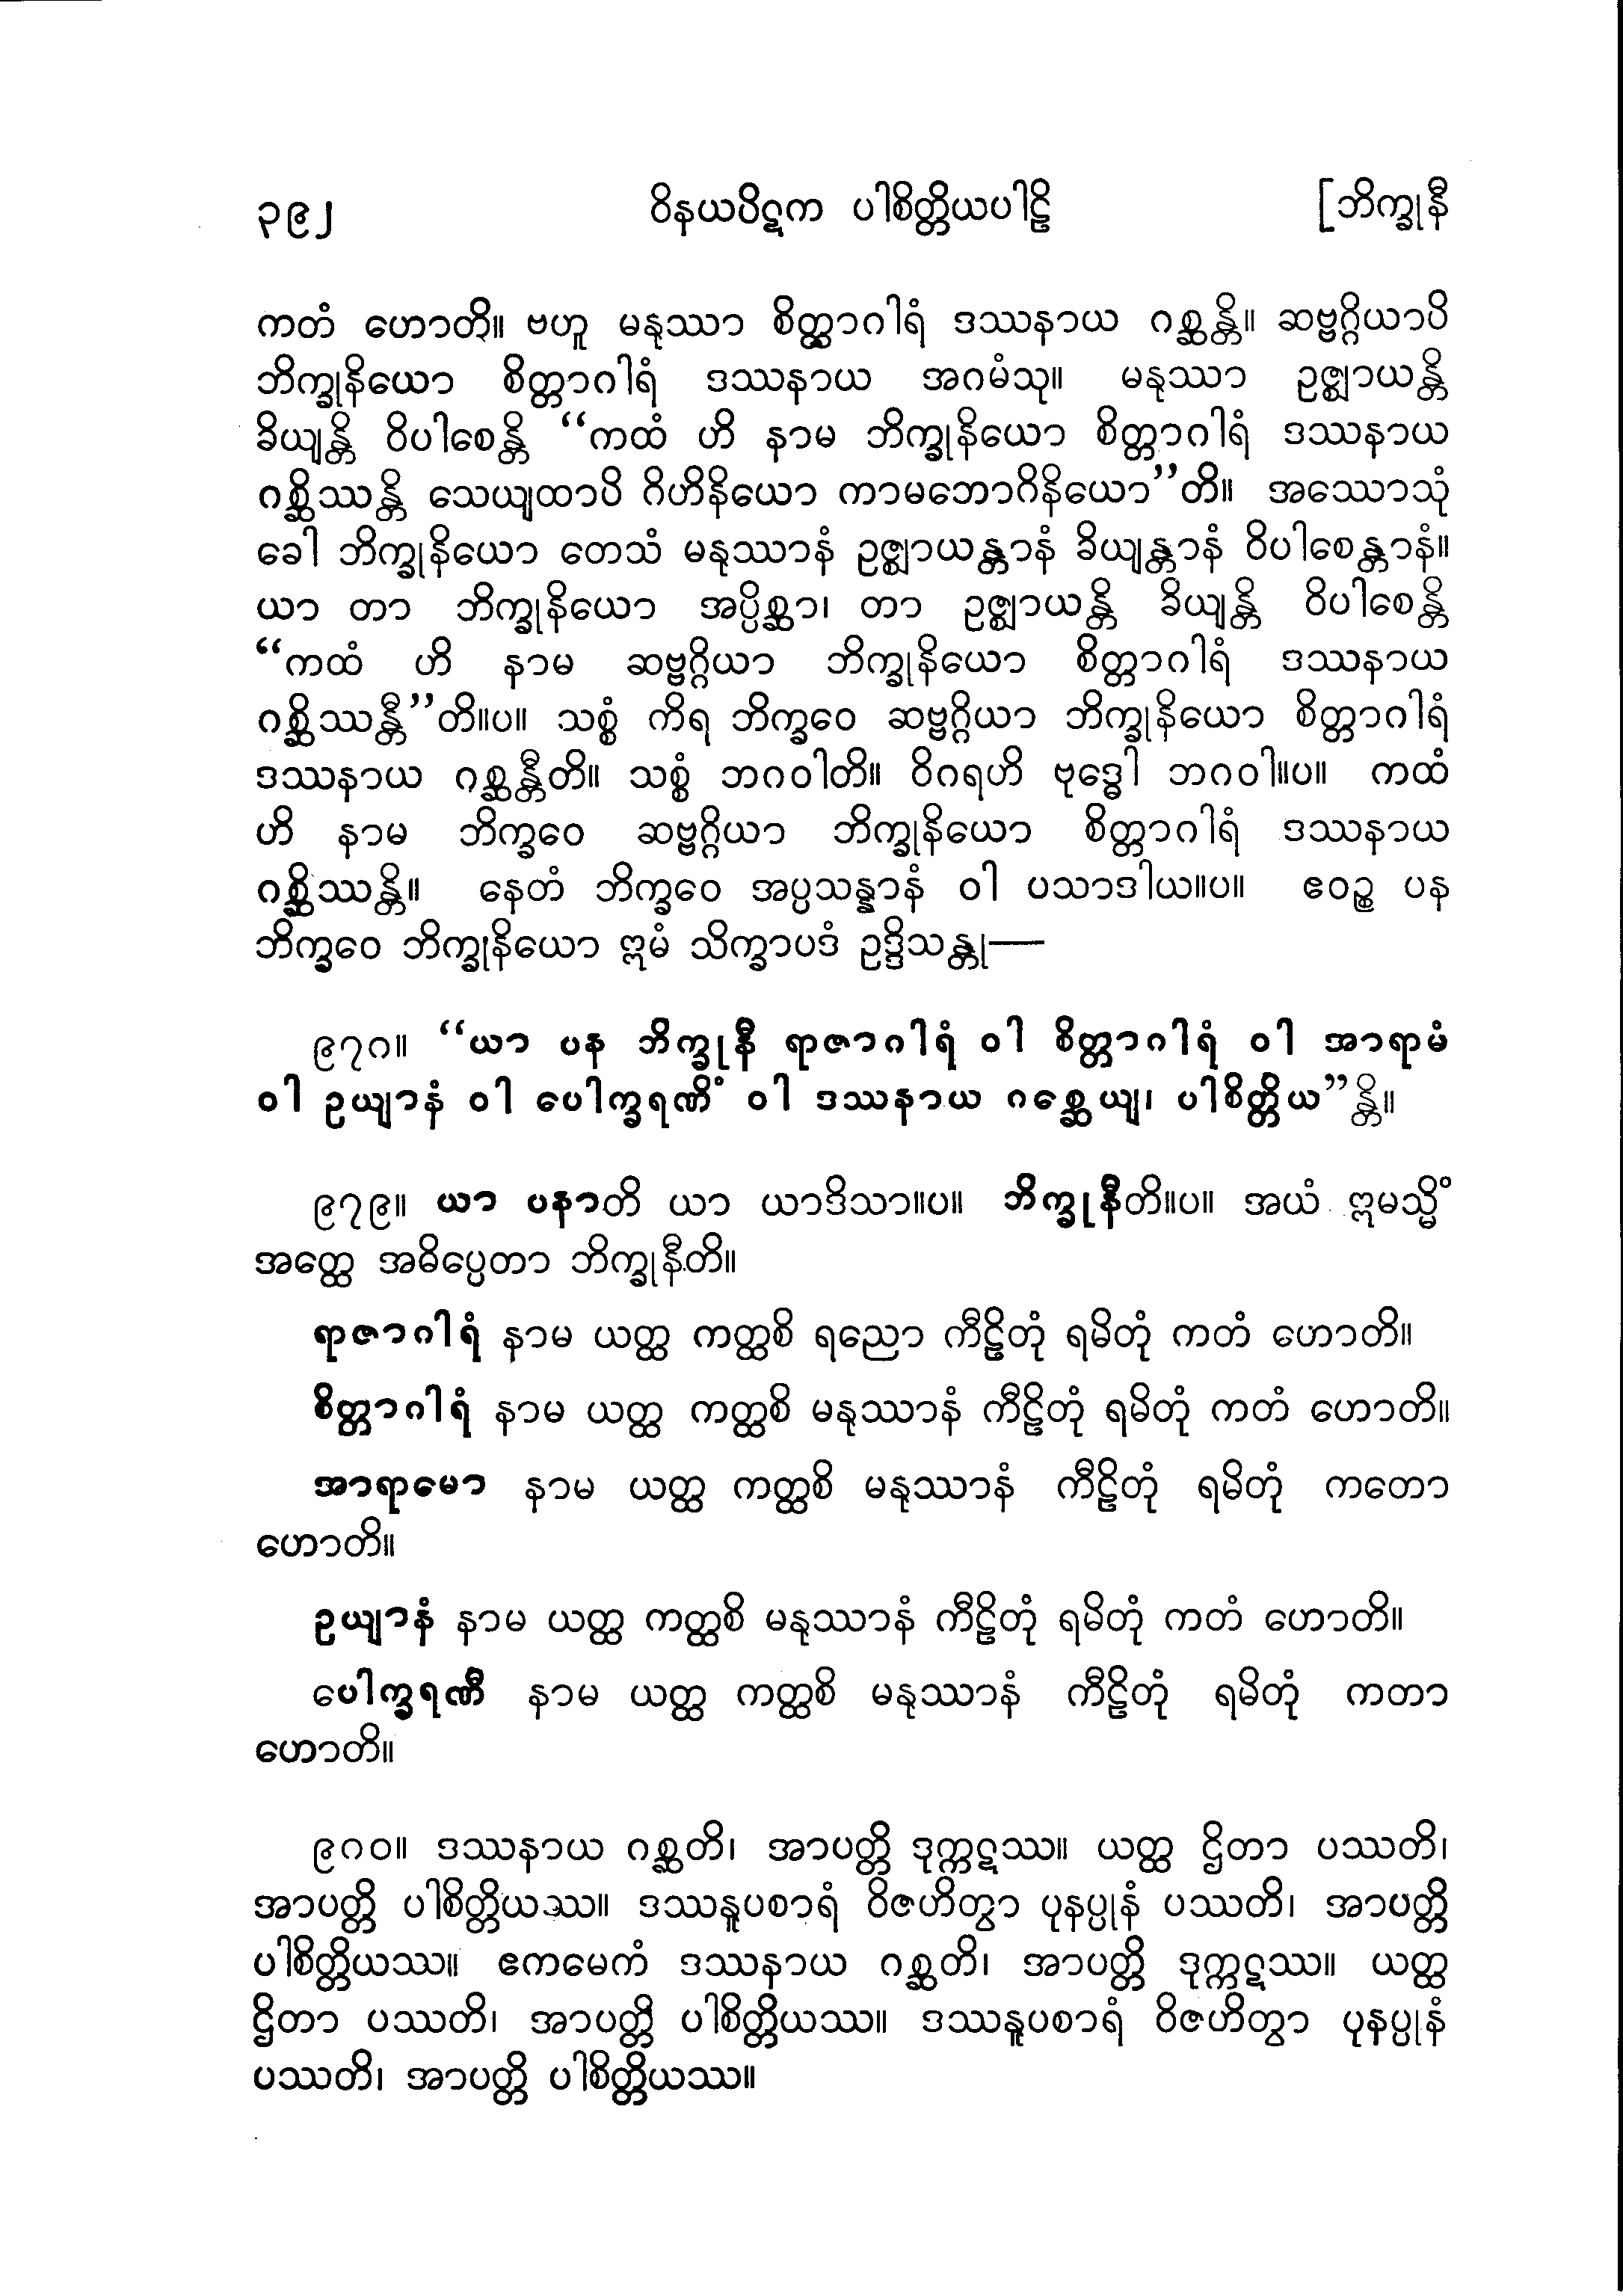 ၃၉၂ ဝိနယပိဋက ပါစိတ္တိယပါဠိ [ဘိက္ခုနီ
ကတံ ဟောတိ။ ဗဟူ မနုဿာ စိတ္တာဂါရံ ဒဿနာယ ဂစ္ဆန္တိ။ ဆဗ္ဗဂ္ဂိယာပိ
ဘိက္ခုနိယော စိတ္တာဂါရံ ဒဿနာယ အဂမံသု။ မနုဿာ ဥဇ္ဈာယန္တိ
ခိယျန္တိ ဝိပါစေန္တိ “ကထံ ဟိ နာမ ဘိက္ခုနိယော စိတ္တာဂါရံ ဒဿနာယ
ဂစ္ဆိဿန္တိ သေယျထာပိ ဂိဟိနိယော ကာမဘောဂိနိယော”တိ။ အဿောသုံ
ခေါ ဘိက္ခုနိယော တေသံ မနုဿာနံ ဥဇ္ဈာယန္တာနံ ခိယျန္တာနံ ဝိပါစေန္တာနံ။
ယာ တာ ဘိက္ခုနိယော အပ္ပိစ္ဆာ၊ တာ ဥဇ္ဈာယန္တိ ခိယျန္တိ ဝိပါစေန္တိ
“ကထံ ဟိ နာမ ဆဗ္ဗဂ္ဂိယာ ဘိက္ခုနိယော စိတ္တာဂါရံ ဒဿနာယ
ဂစ္ဆိဿန္တီ”တိ။ပ။ သစ္စံ ကိရ ဘိက္ခဝေ ဆဗ္ဗဂ္ဂိယာ ဘိက္ခုနိယော စိတ္တာဂါရံ
ဒဿနာယ ဂစ္ဆန္တီတိ။ သစ္စံ ဘဂဝါတိ။ ဝိဂရဟိ ဗုဒ္ဓေါ ဘဂဝါ။ပ။ ကထံ
ဟိ နာမ ဘိက္ခဝေ ဆဗ္ဗဂ္ဂိယာ ဘိက္ခုနိယော စိတ္တာဂါရံ ဒဿနာယ
ဂစ္ဆိဿန္တိ။ နေတံ ဘိက္ခဝေ အပ္ပသန္နာနံ ဝါ ပသာဒါယ။ပ။ ဧဝဉ္စ ပန
ဘိက္ခဝေ ဘိက္ခုနိယော ဣမံ သိက္ခာပဒံ ဥဒ္ဒိသန္တု—
၉၇၈။ “ယာ ပန ဘိက္ခုနီ ရာဇာဂါရံ ဝါ စိတ္တာဂါရံ ဝါ အာရာမံ
ဝါ ဥယျာနံ ဝါ ပေါက္ခရဏိံ ဝါ ဒဿနာယ ဂစ္ဆေယျ၊ ပါစိတ္တိယ”န္တိ။
၉၇၉။ ယာ ပနာတိ ယာ ယာဒိသာ။ပ။ ဘိက္ခုနီတိ။ပ။ အယံ ဣမသ္မိံ
အတ္ထေ အဓိပ္ပေတာ ဘိက္ခုနီတိ။
ရာဇာဂါရံ နာမ ယတ္ထ ကတ္ထစိ ရညော ကီဠိတုံ ရမိတုံ ကတံ ဟောတိ။
စိတ္တာဂါရံ နာမ ယတ္ထ ကတ္ထစိ မနုဿာနံ ကီဠိတုံ ရမိတုံ ကတံ ဟောတိ။
အာရာမော နာမ ယတ္ထ ကတ္ထစိ မနုဿာနံ ကီဠိတုံ ရမိတုံ ကတော
ဟောတိ။
ဥယျာနံ နာမ ယတ္ထ ကတ္ထစိ မနုဿာနံ ကီဠိတုံ ရမိတုံ ကတံ ဟောတိ။
ပေါက္ခရဏီ နာမ ယတ္ထ ကတ္ထစိ မနုဿာနံ ကီဠိတုံ ရမိတုံ ကတာ
ဟောတိ။
၉၈၀။ ဒဿနာယ ဂစ္ဆတိ၊ အာပတ္တိ ဒုက္ကဋဿ။ ယတ္ထ ဌိတာ ပဿတိ၊
အာပတ္တိ ပါစိတ္တိယဿ။ ဒဿနူပစာရံ ဝိဇဟိတွာ ပုနပ္ပုနံ ပဿတိ၊ အာပတ္တိ
ပါစိတ္တိယဿ။ ဧကမေကံ ဒဿနာယ ဂစ္ဆတိ၊ အာပတ္တိ ဒုက္ကဋဿ။ ယတ္ထ
ဌိတာ ပဿတိ၊ အာပတ္တိ ပါစိတ္တိယဿ။ ဒဿနူပစာရံ ဝိဇဟိတွာ ပုနပ္ပုနံ
ပဿတိ၊ အာပတ္တိ ပါစိတ္တိယဿ။